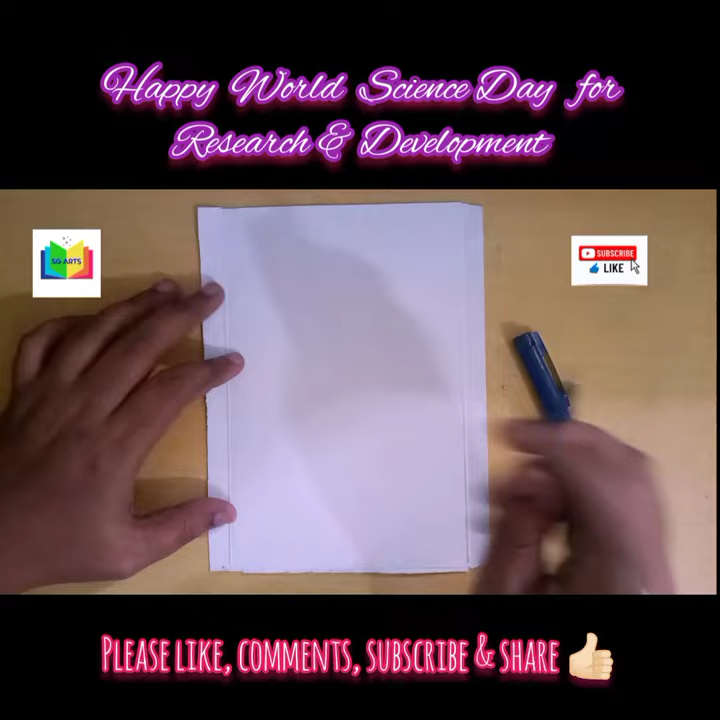 Happy World Science Day for
Research & Development
SG ARTS
SUBSCRIBE
LIKE
Please like, comments, subscribe & share 👍🏻